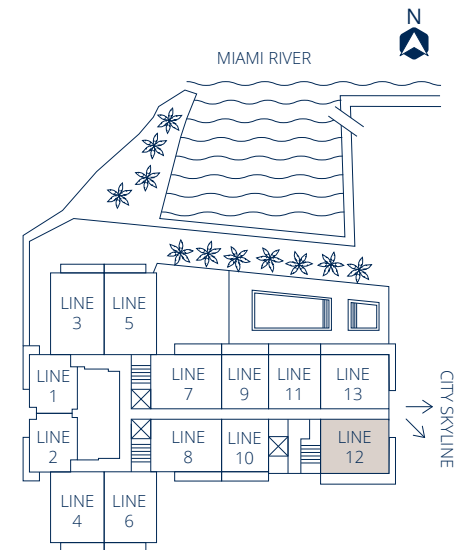 N
MIAMI RIVER
LINE
3
LINE
5
LINE
1
LINE
7
LINE
9
LINE
11
LINE
13
CITY SKYLINE
LINE
2
LINE
8
LINE
10
LINE
12
LINE
4
LINE
6